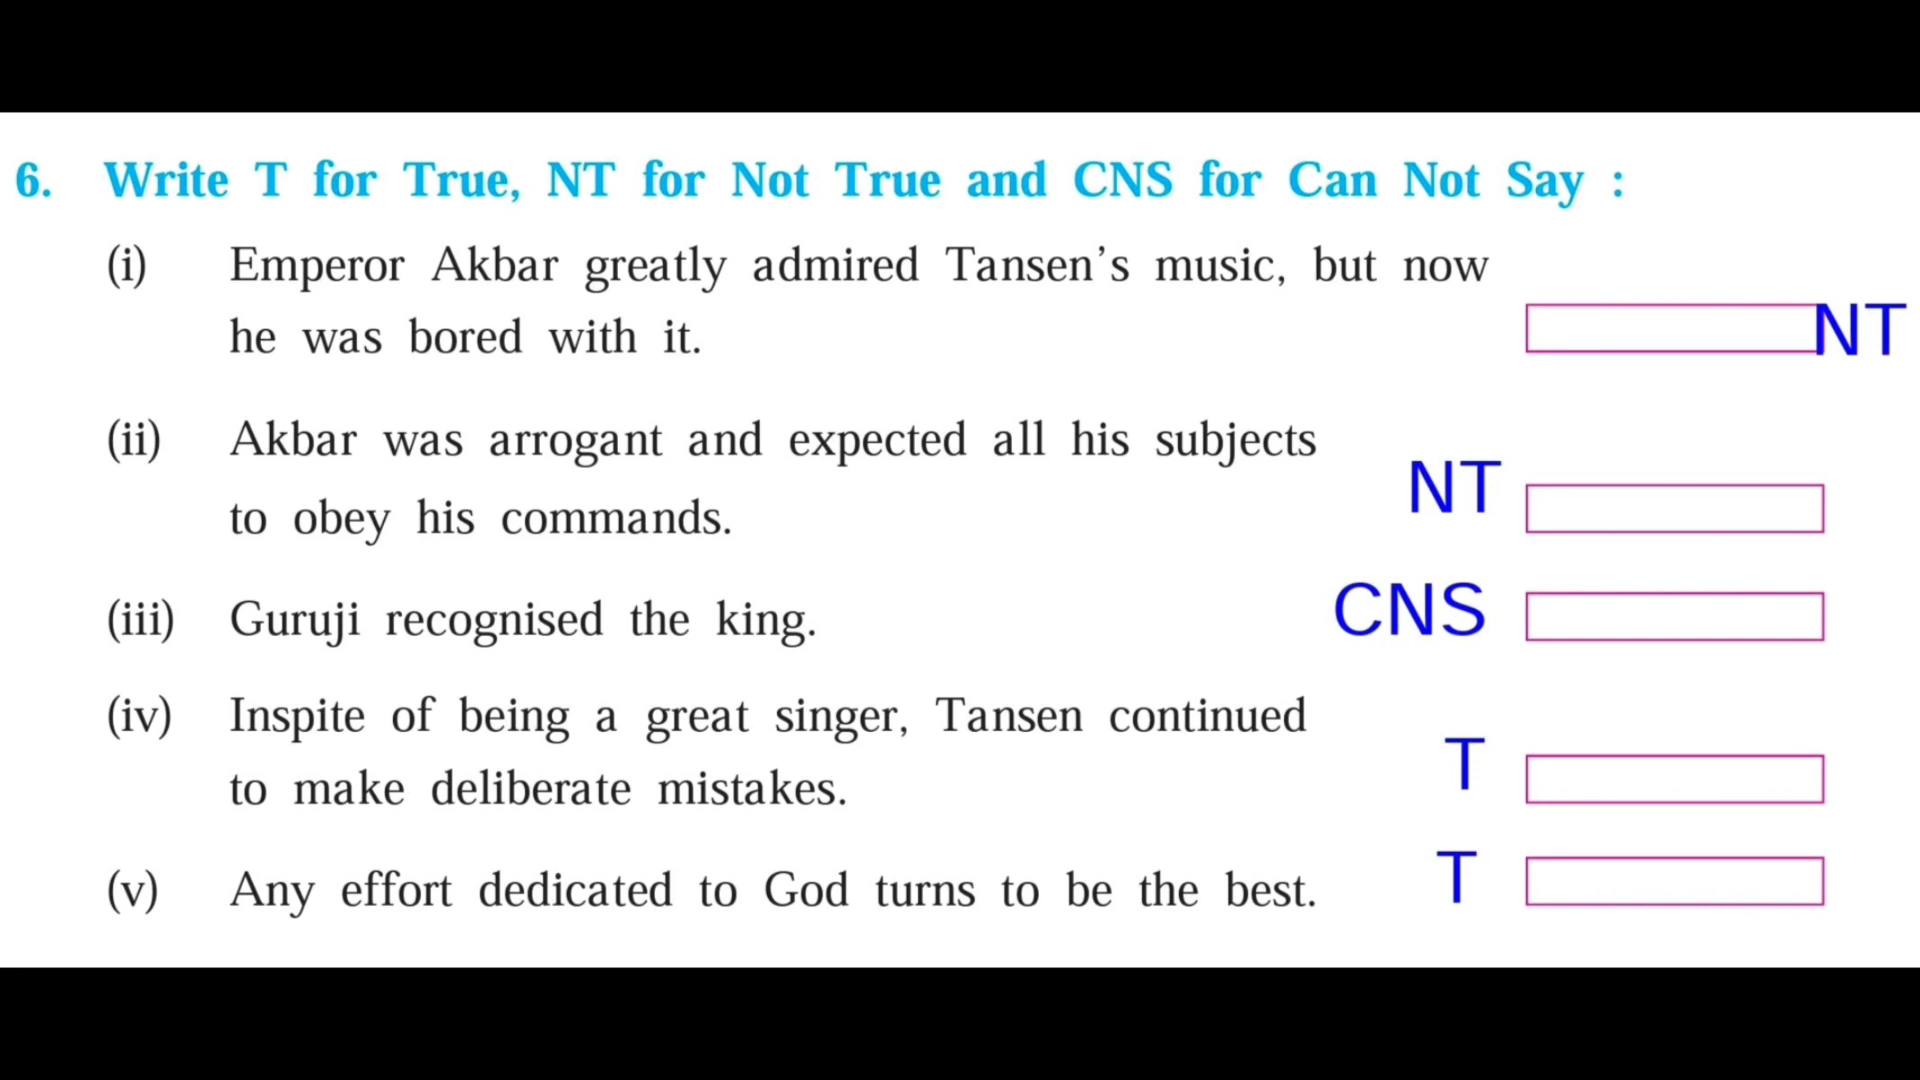 6. Write T for True, NT for Not True and CNS for Can Not Say :
(i) Emperor Akbar greatly admired Tansen's music, but now
he was bored with it. NT
(ii) Akbar was arrogant and expected all his subjects
to obey his commands. NT
(iii) Guruji recognised the king. CNS
(iv) Inspite of being a great singer, Tansen continued
to make deliberate mistakes. T
(v) Any effort dedicated to God turns to be the best. T